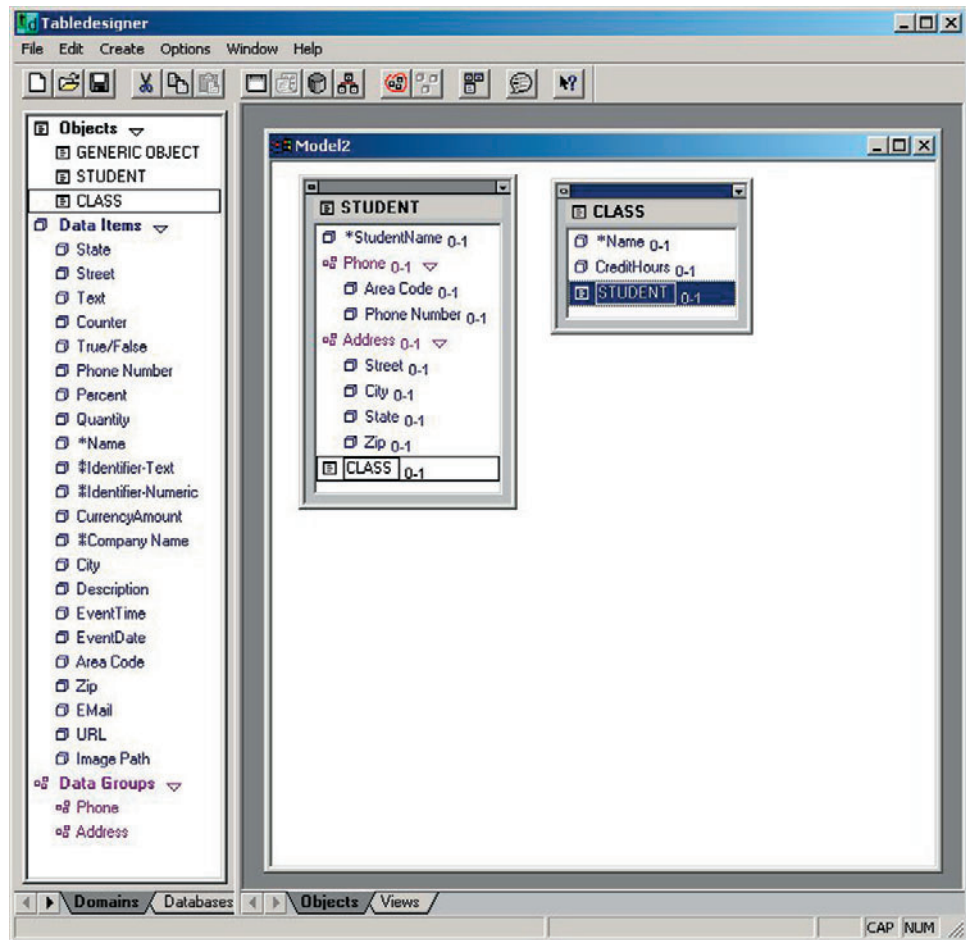 Tabledesigner
File Edit Create Options Window Help
Objects
GENERIC OBJECT
STUDENT
CLASS
Data Items
State
Street
Text
Counter
True/False
Phone Number
Percent
Quantity
*Name
‡Identifier-Text
‡Identifier-Numeric
CurrencyAmount
‡Company Name
City
Description
EventTime
EventDate
Area Code
Zip
EMail
URL
Image Path
Data Groups
Phone
Address
Domains Databases
Model2
STUDENT
*StudentName 0-1
Phone 0-1
Area Code 0-1
Phone Number 0-1
Address 0-1
Street 0-1
City 0-1
State 0-1
Zip 0-1
CLASS 0-1
CLASS
*Name 0-1
CreditHours 0-1
STUDENT 0-1
Objects Views
CAP NUM